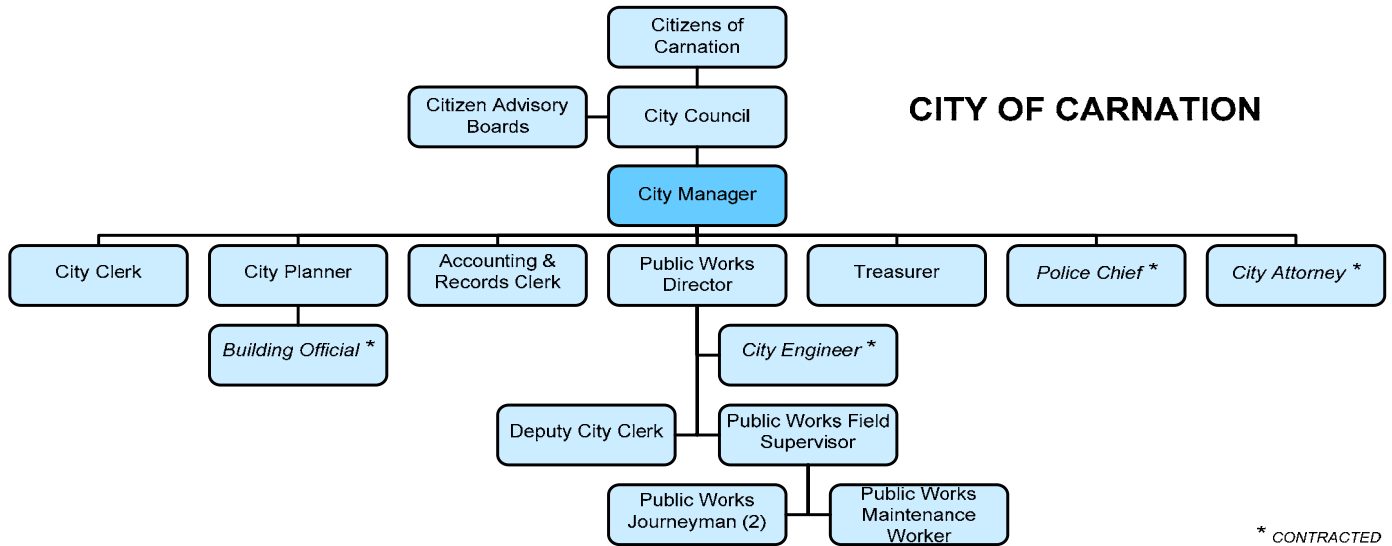 Citizens of
Carnation
Citizen Advisory
Boards
City Council
CITY OF CARNATION
City Manager
City Clerk
City Planner
Accounting &
Records Clerk
Public Works
Director
Treasurer
Police Chief *
City Attorney *
Building Official *
City Engineer *
Deputy City Clerk
Public Works Field
Supervisor
Public Works
Journeyman (2)
Public Works
Maintenance
Worker
* CONTRACTED